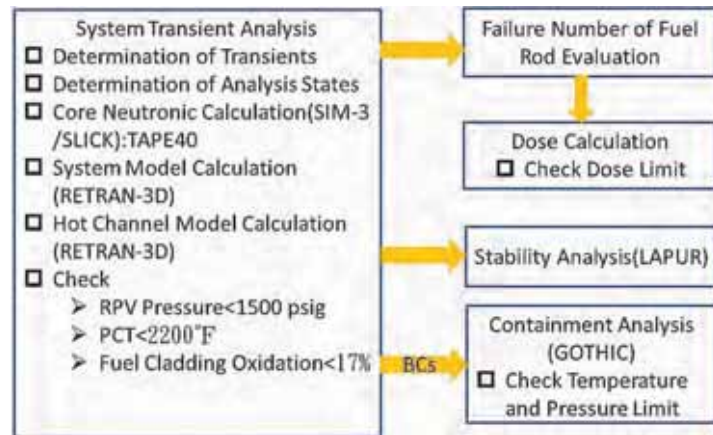 System Transient Analysis
Determination of Transients
Determination of Analysis States
Core Neutronic Calculation(SIM-3
/SLICK):TAPE40
System Model Calculation
(RETRAN-3D)
Hot Channel Model Calculation
(RETRAN-3D)
Check
RPV Pressure<1500 psig
PCT<2200°F
Fuel Cladding Oxidation<17%
Failure Number of Fuel
Rod Evaluation
Dose Calculation
Check Dose Limit
Stability Analysis(LAPUR)
BCs
Containment Analysis
(GOTHIC)
Check Temperature
and Pressure Limit